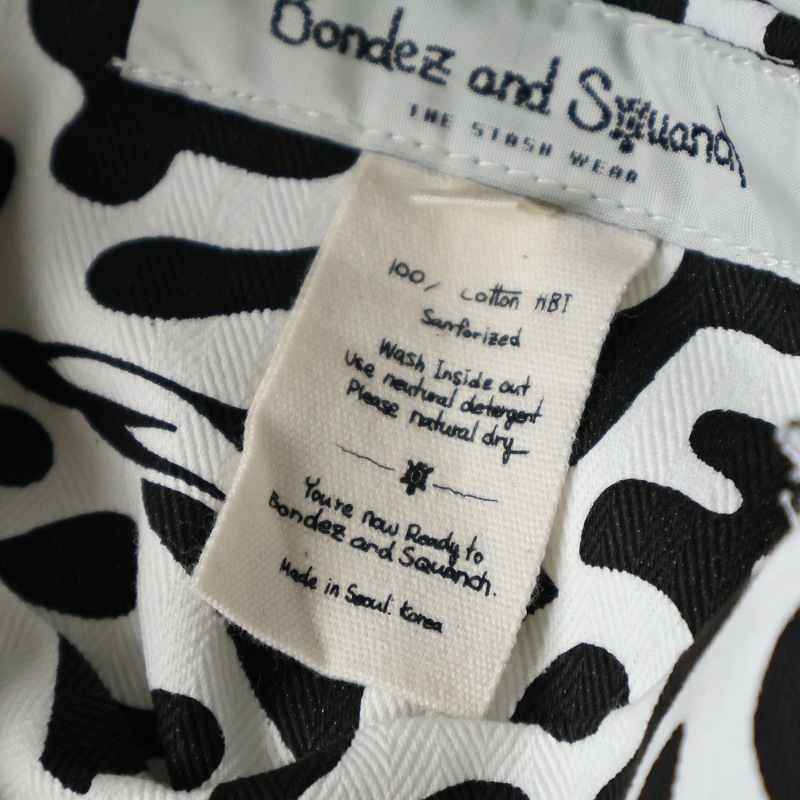 Bondez and Squanch
THE STASH WEAR
100/ Cotton HBT
Sanforized
Wash Inside out
Use neutural detergent
Please natural dry
You're now Ready to
Bondez and Squanch.
Made in Seoul. Korea